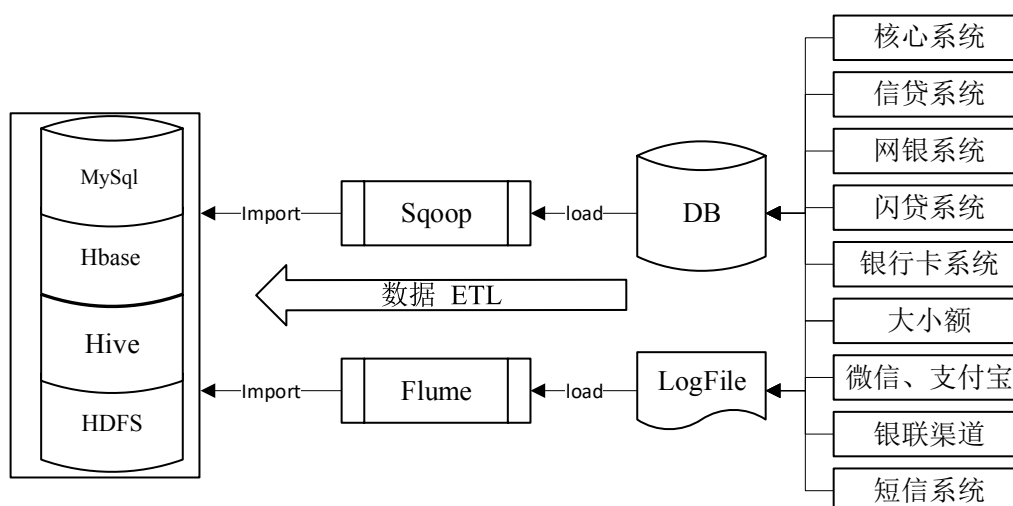 MySql
Hbase
Hive
HDFS
Import
Sqoop
load
DB
数据 ETL
Import
Flume
load
LogFile
核心系统
信贷系统
网银系统
闪贷系统
银行卡系统
大小额
微信、支付宝
银联渠道
短信系统